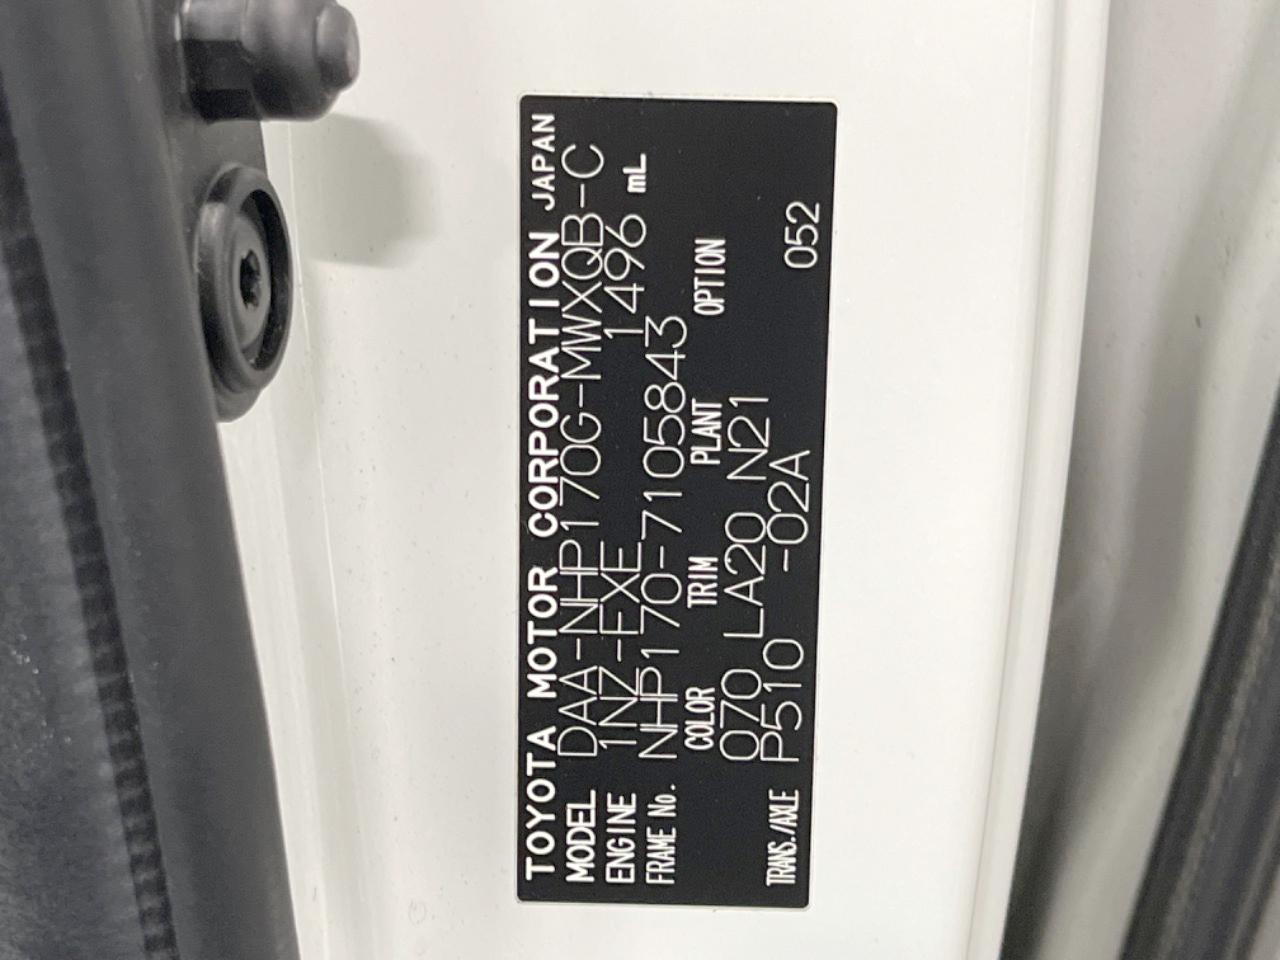 TOYOTA MOTOR CORPORATION JAPAN
MODEL DAA-NHP170G-MWXQB-C
ENGINE 1NZ-FXE 1496 mL
FRAME No. NHP170-7105843
COLOR TRIM PLANT OPTION
070 LA20 N21
TRANS./AXLE P510 -02A 052